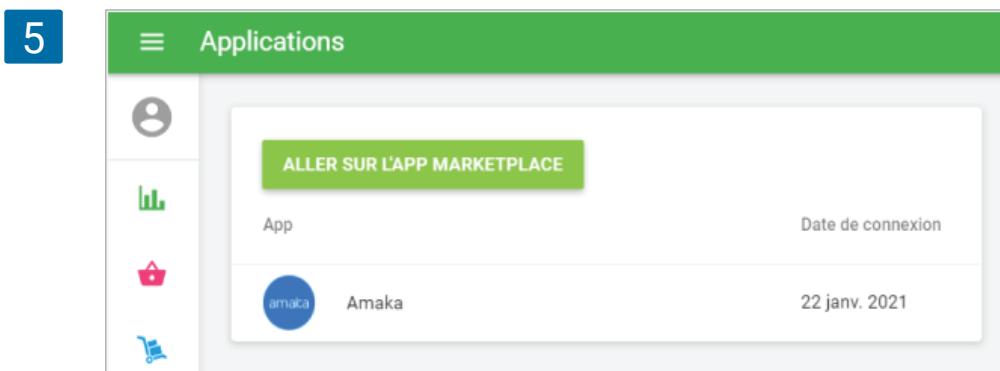 5
Applications
ALLER SUR L'APP MARKETPLACE
App Date de connexion
amaka Amaka 22 janv. 2021